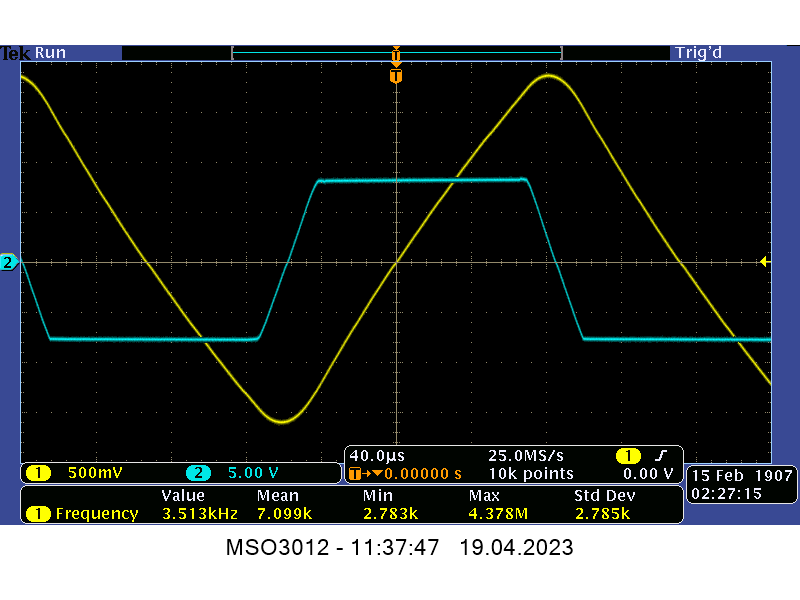 Tek Run Trig'd
T
T
2
40.0µs 25.0MS/s 1
1 500mV 2 5.00 V T→▼0.00000 s 10k points 0.00 V
15 Feb 1907
02:27:15
Value Mean Min Max Std Dev
1 Frequency 3.513kHz 7.099k 2.783k 4.378M 2.785k
MSO3012 - 11:37:47 19.04.2023